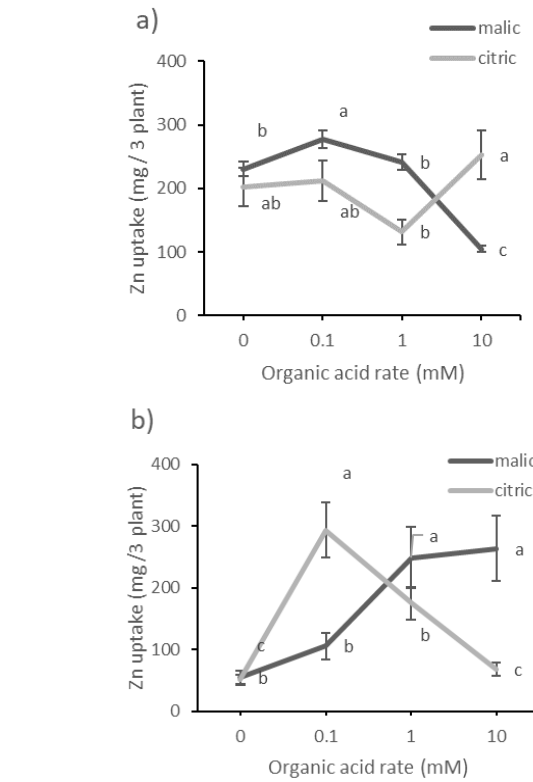 a)
malic
citric
400
300
200
100
0
Zn uptake (mg / 3 plant)
b
a
b
c
ab
ab
b
a
0
0.1
1
10
Organic acid rate (mM)
b)
malic
citric
400
300
200
100
0
Zn uptake (mg /3 plant)
c
b
a
b
a
b
a
c
0
0.1
1
10
Organic acid rate (mM)